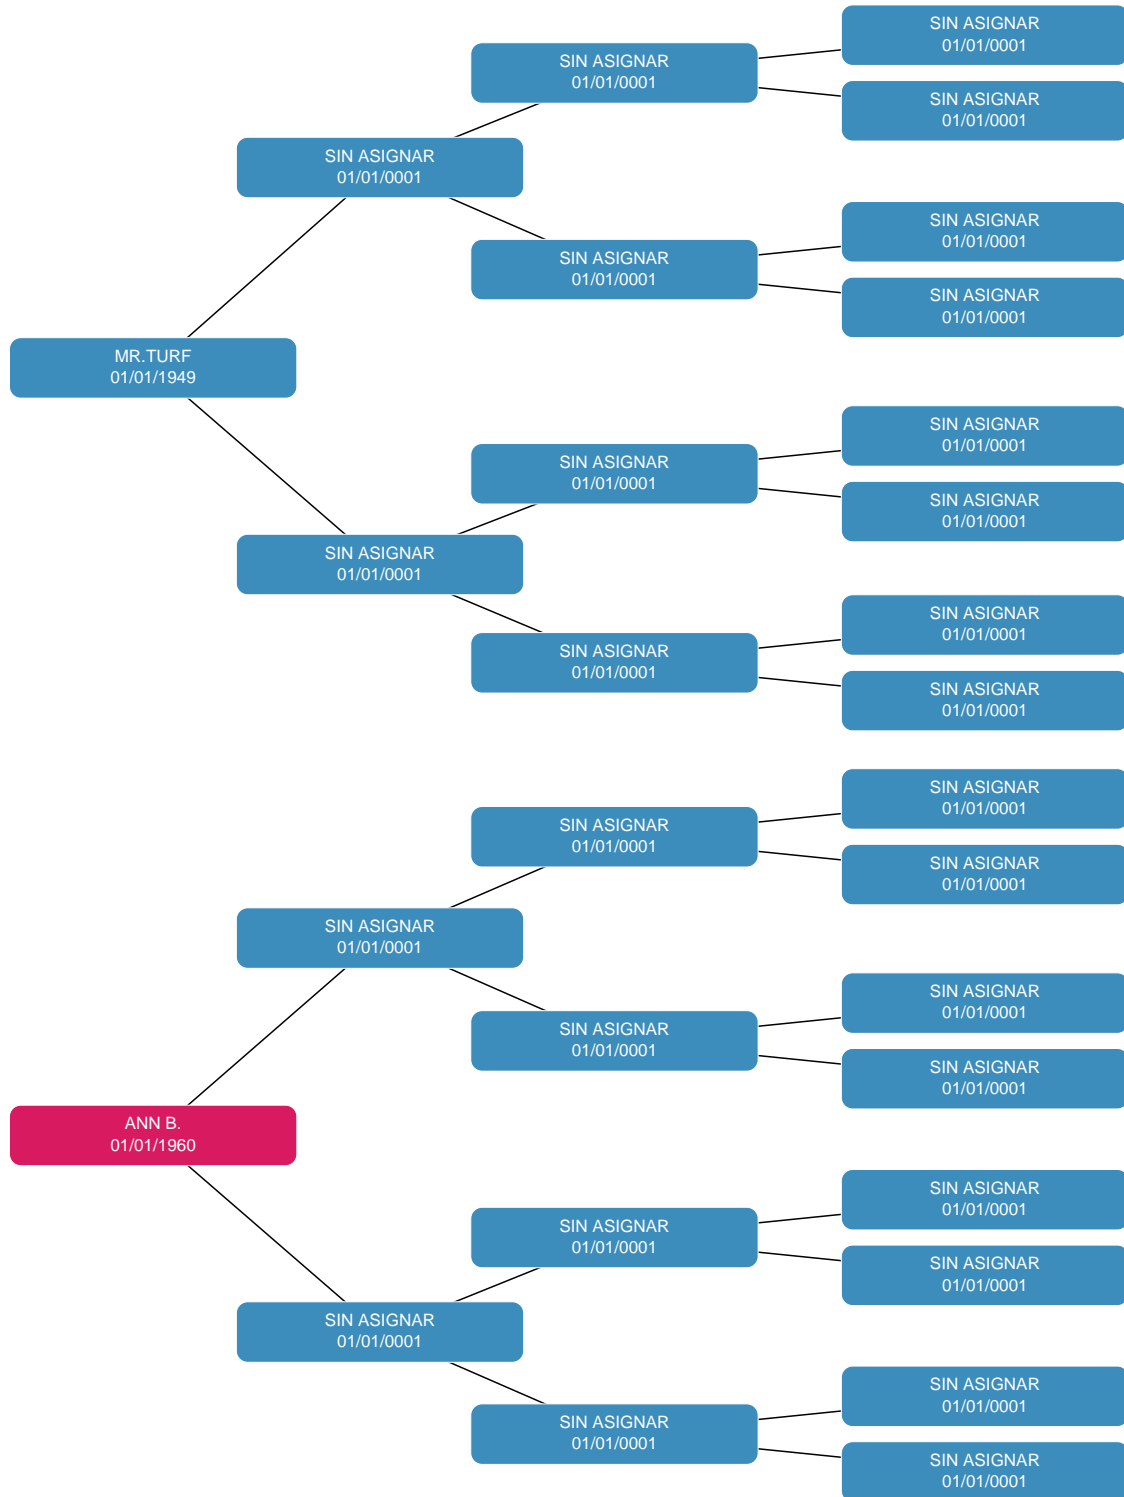 SIN ASIGNAR
01/01/0001
SIN ASIGNAR
01/01/0001
SIN ASIGNAR
01/01/0001
SIN ASIGNAR
01/01/0001
SIN ASIGNAR
01/01/0001
SIN ASIGNAR
01/01/0001
SIN ASIGNAR
01/01/0001
MR.TURF
01/01/1949
SIN ASIGNAR
01/01/0001
SIN ASIGNAR
01/01/0001
SIN ASIGNAR
01/01/0001
SIN ASIGNAR
01/01/0001
SIN ASIGNAR
01/01/0001
SIN ASIGNAR
01/01/0001
SIN ASIGNAR
01/01/0001
SIN ASIGNAR
01/01/0001
SIN ASIGNAR
01/01/0001
SIN ASIGNAR
01/01/0001
SIN ASIGNAR
01/01/0001
SIN ASIGNAR
01/01/0001
SIN ASIGNAR
01/01/0001
SIN ASIGNAR
01/01/0001
ANN B.
01/01/1960
SIN ASIGNAR
01/01/0001
SIN ASIGNAR
01/01/0001
SIN ASIGNAR
01/01/0001
SIN ASIGNAR
01/01/0001
SIN ASIGNAR
01/01/0001
SIN ASIGNAR
01/01/0001
SIN ASIGNAR
01/01/0001